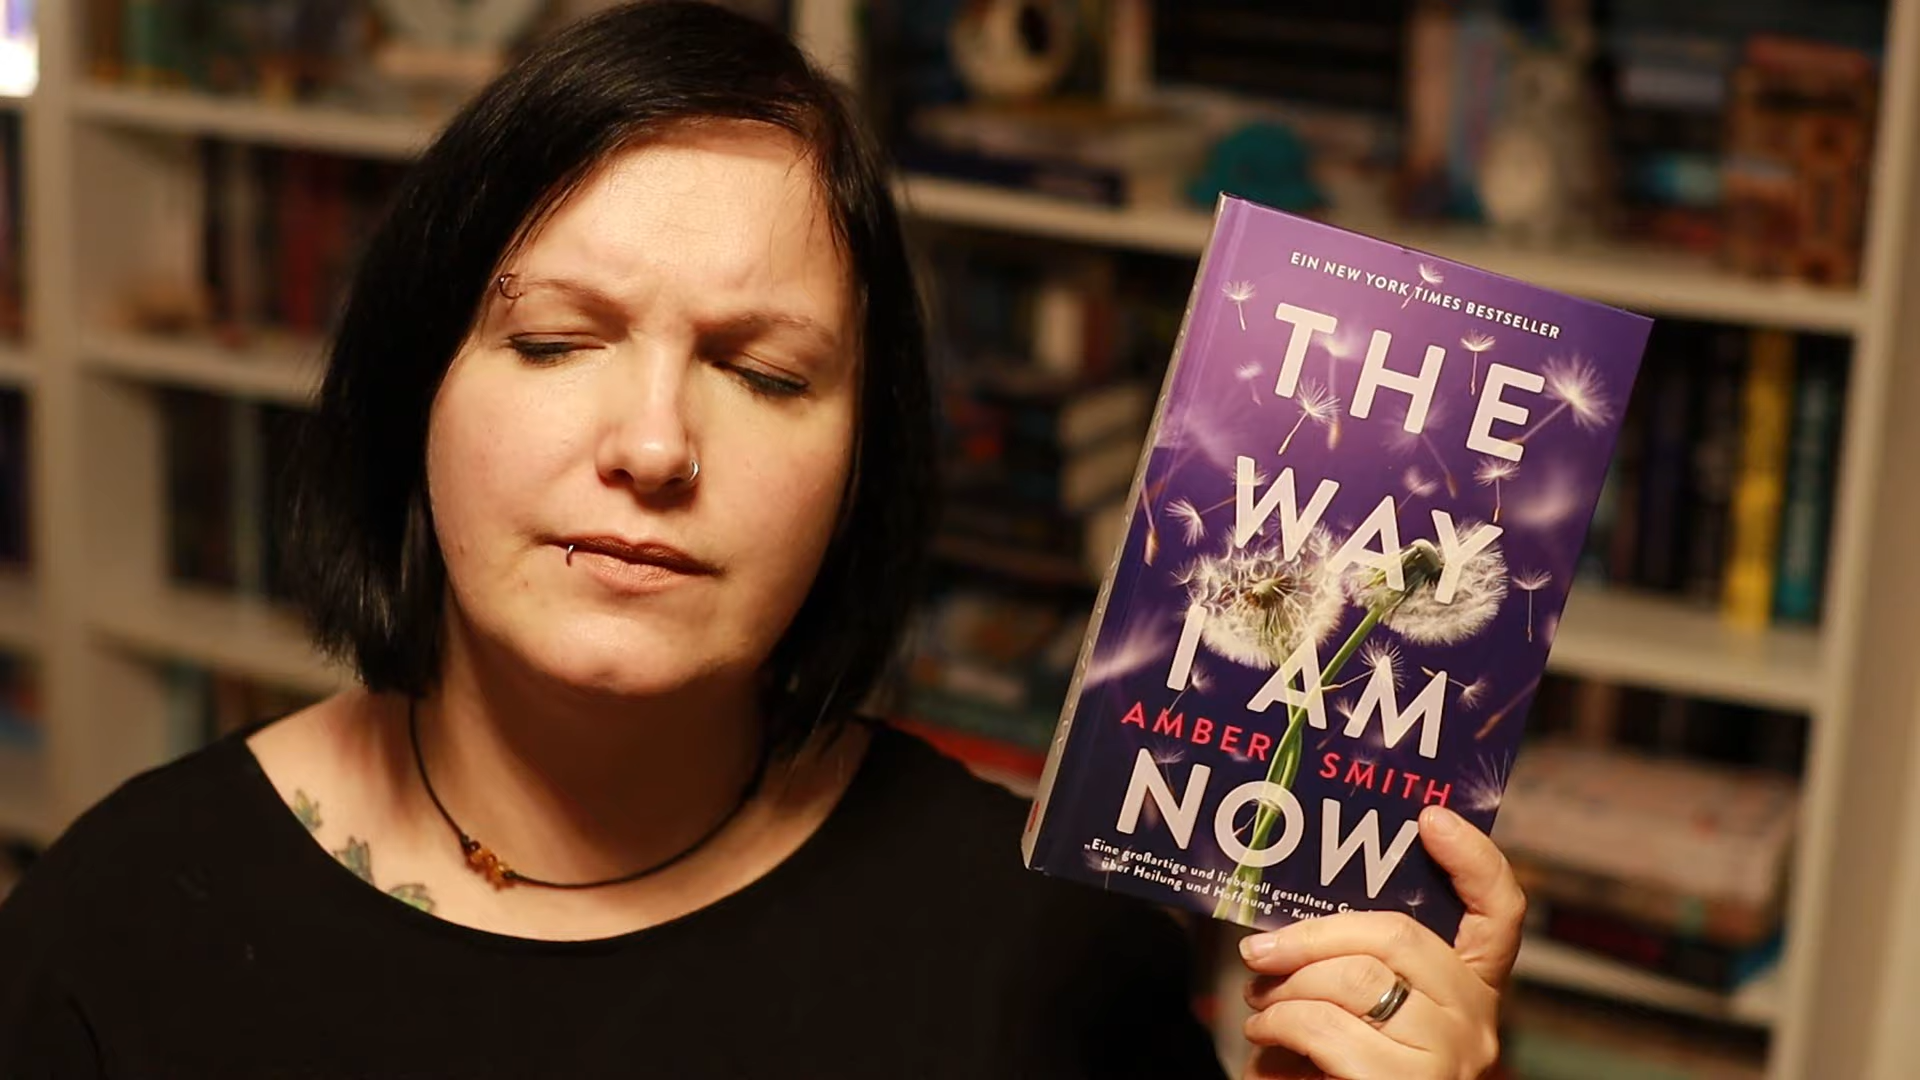 EIN NEW YORK TIMES BESTSELLER
THE
WAY
I AM
AMBER SMITH
NOW
„Eine großartige und liebevoll gestaltete
über Heilung und Hoffnung" -